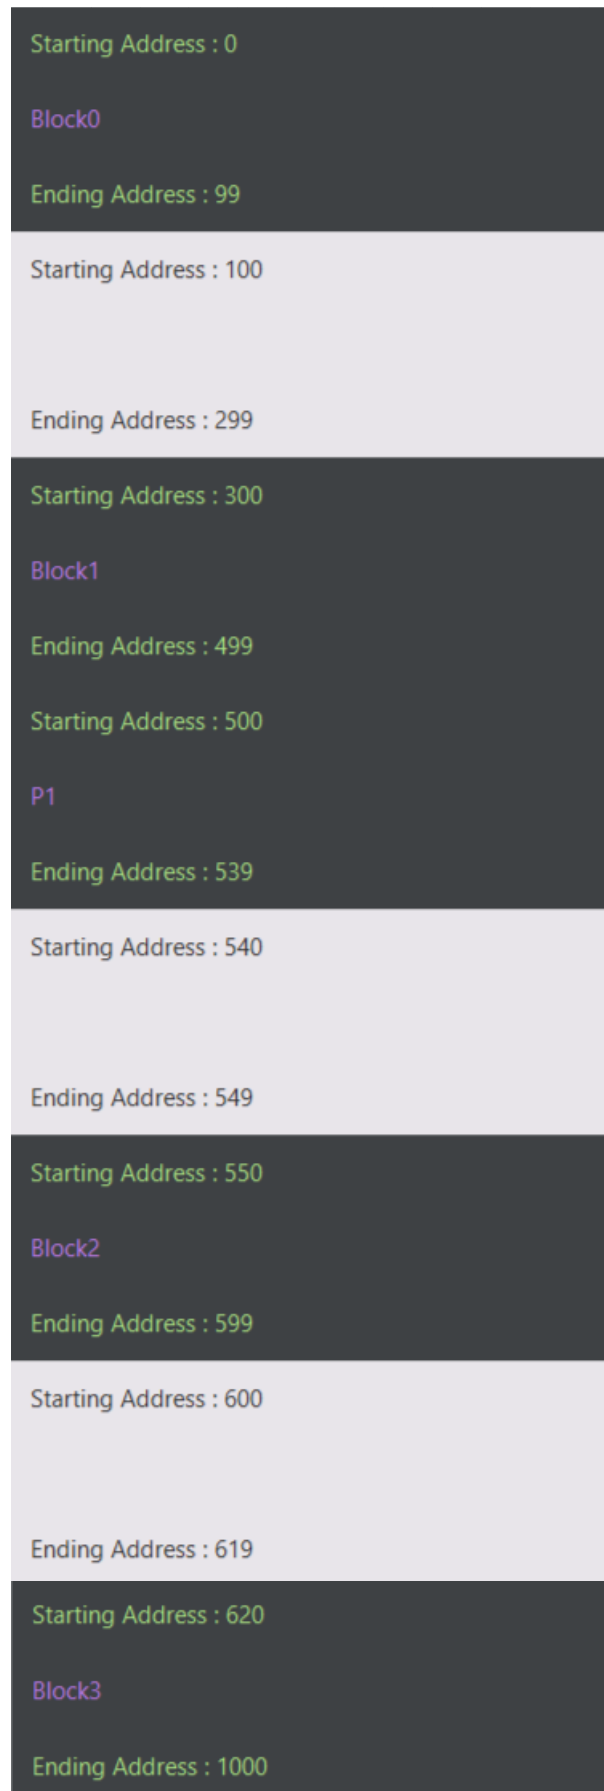 Starting Address : 0
Block0
Ending Address : 99
Starting Address : 100
Ending Address : 299
Starting Address : 300
Block1
Ending Address : 499
Starting Address : 500
P1
Ending Address : 539
Starting Address : 540
Ending Address : 549
Starting Address : 550
Block2
Ending Address : 599
Starting Address : 600
Ending Address : 619
Starting Address : 620
Block3
Ending Address : 1000